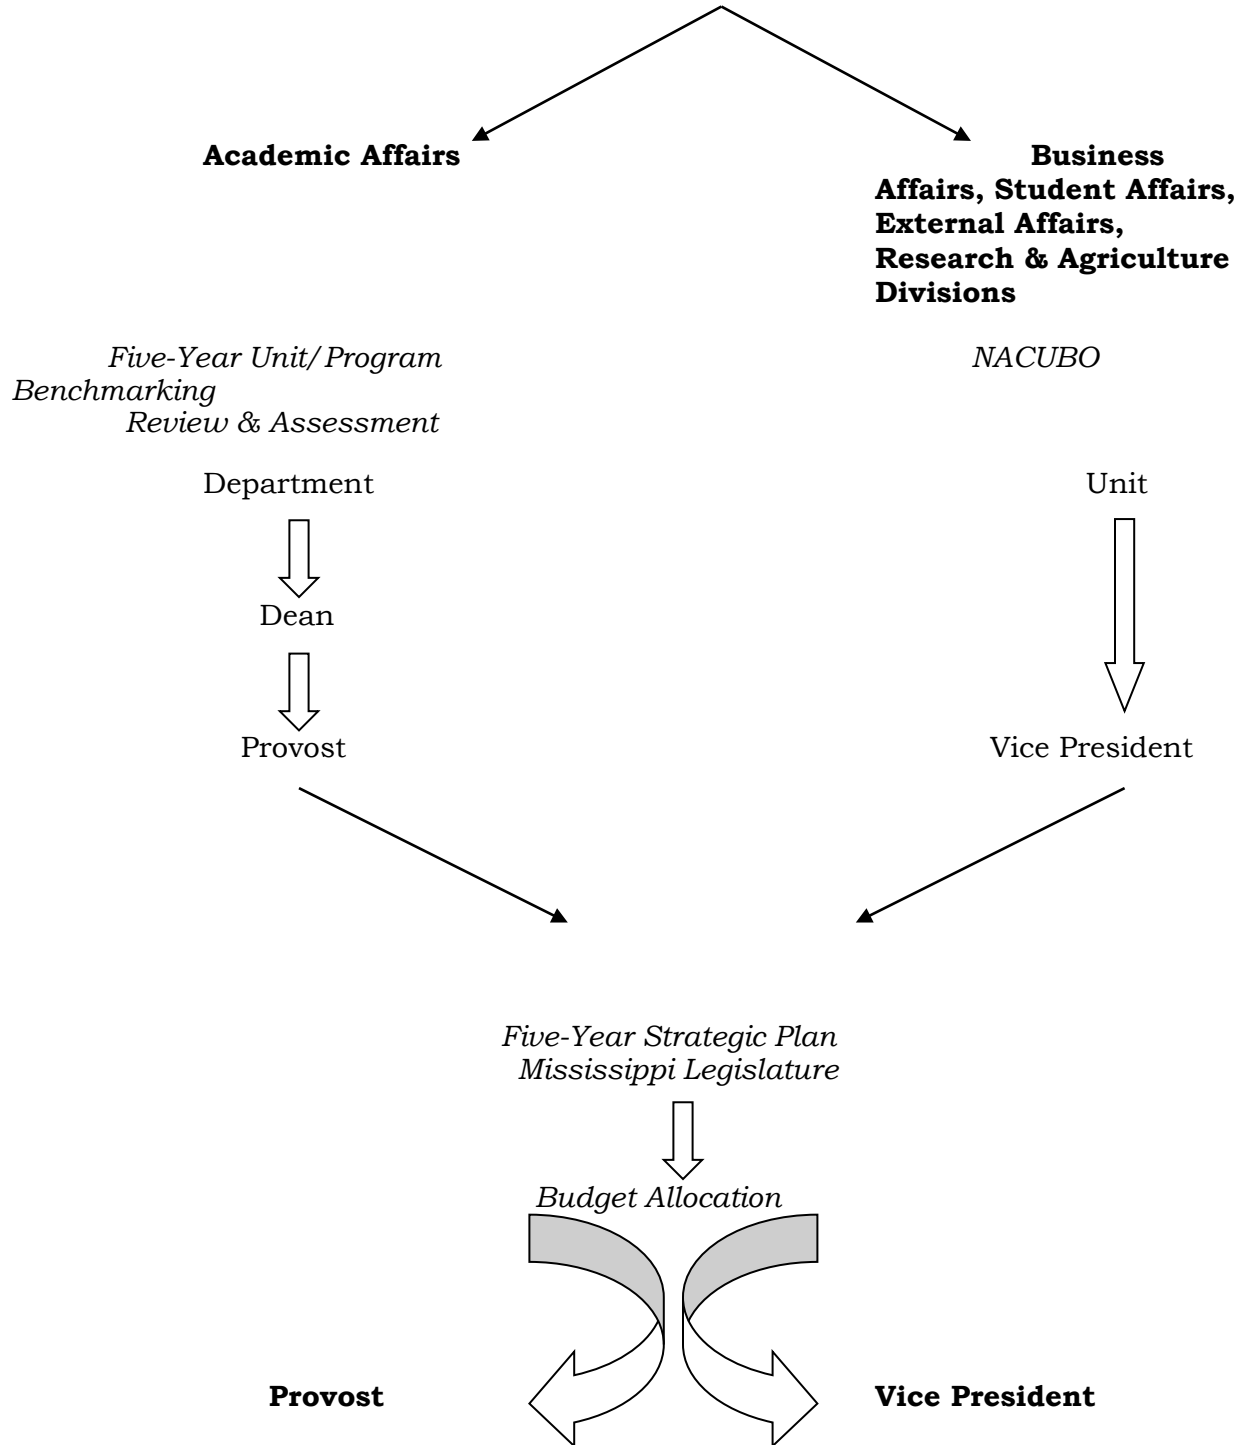 Academic Affairs
Business
Affairs, Student Affairs,
External Affairs,
Research & Agriculture
Divisions
Five-Year Unit/Program
NACUBO
Benchmarking
Review & Assessment
Department
Unit
Dean
Provost
Vice President
Five-Year Strategic Plan
Mississippi Legislature
Budget Allocation
Provost
Vice President